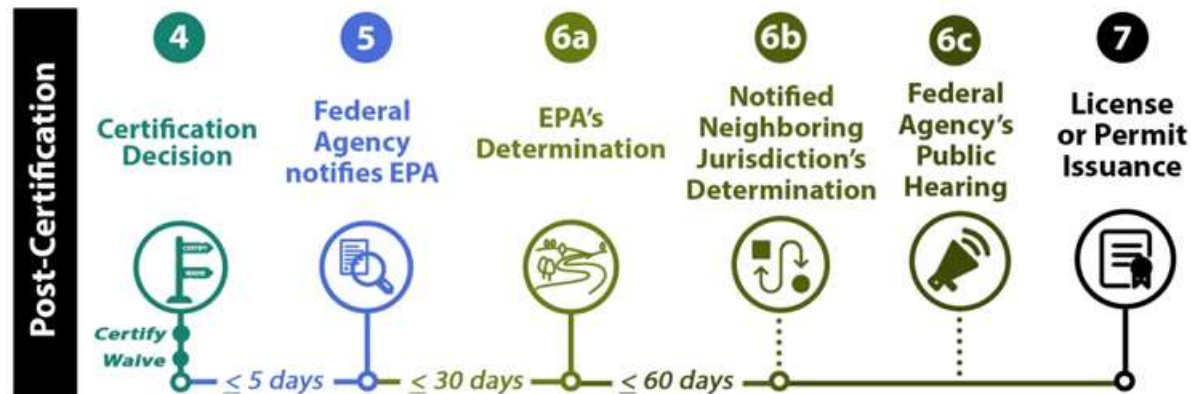 Post-Certification
4
Certification
Decision
5
Federal
Agency
notifies EPA
6a
EPA's
Determination
6b
Notified
Neighboring
Jurisdiction's
Determination
6c
Federal
Agency's
Public
Hearing
7
License
or Permit
Issuance
CERTIFY
WAIVE
Certify
Waive
≤ 5 days
≤ 30 days
≤ 60 days